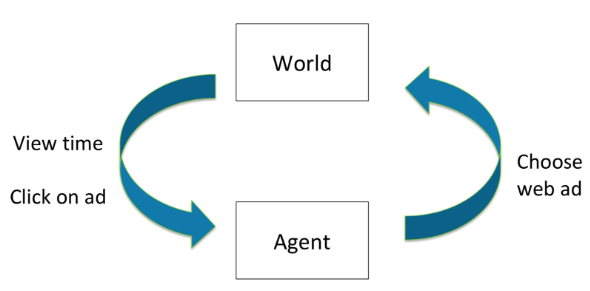 World
View time
Click on ad
Choose
web ad
Agent